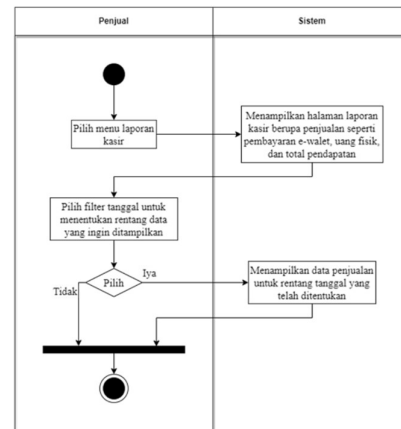 Penjual
Sistem
Pilih menu laporan
kasir
Menampilkan halaman laporan
kasir berupa penjualan seperti
pembayaran e-walet, uang fisik,
dan total pendapatan
Pilih filter tanggal untuk
menentukan rentang data
yang ingin ditampilkan
Pilih
Iya
Tidak
Menampilkan data penjualan
untuk rentang tanggal yang
telah ditentukan